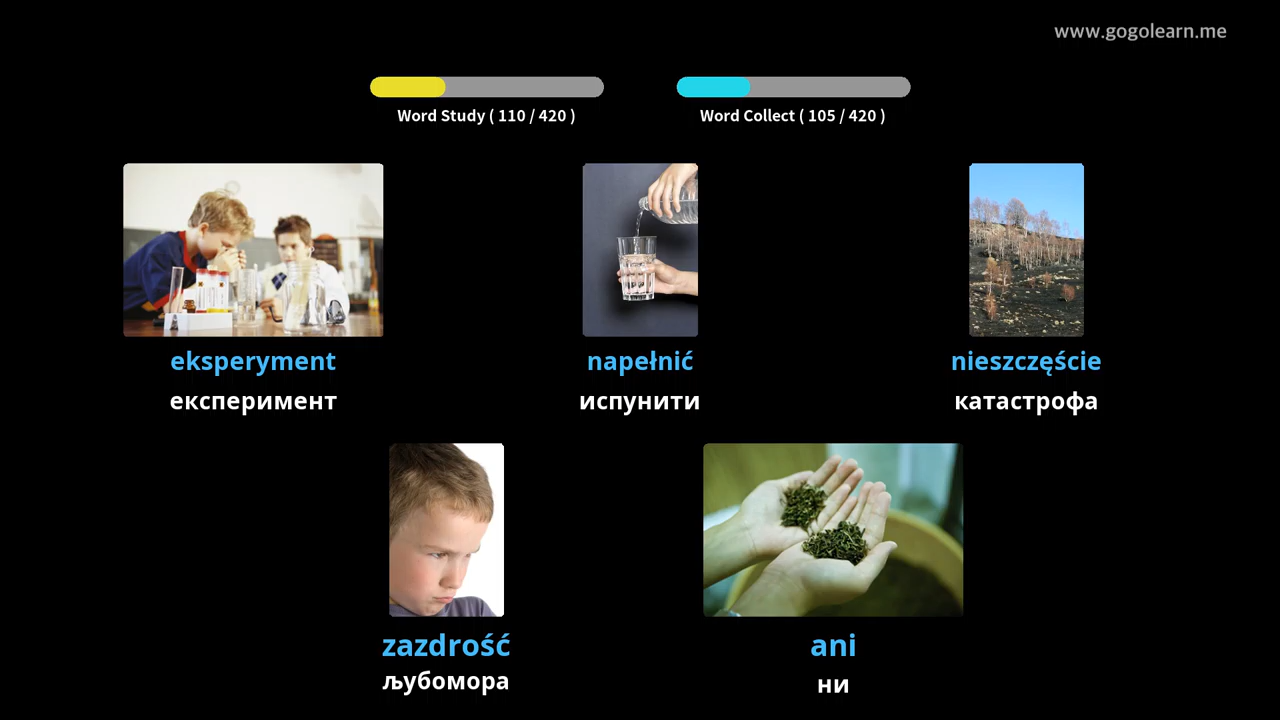 www.gogolearn.me
Word Study ( 110 / 420 )
Word Collect ( 105 / 420 )
eksperyment
експеримент
napełnić
испунити
nieszczęście
катастрофа
zazdrość
љубомора
ani
ни